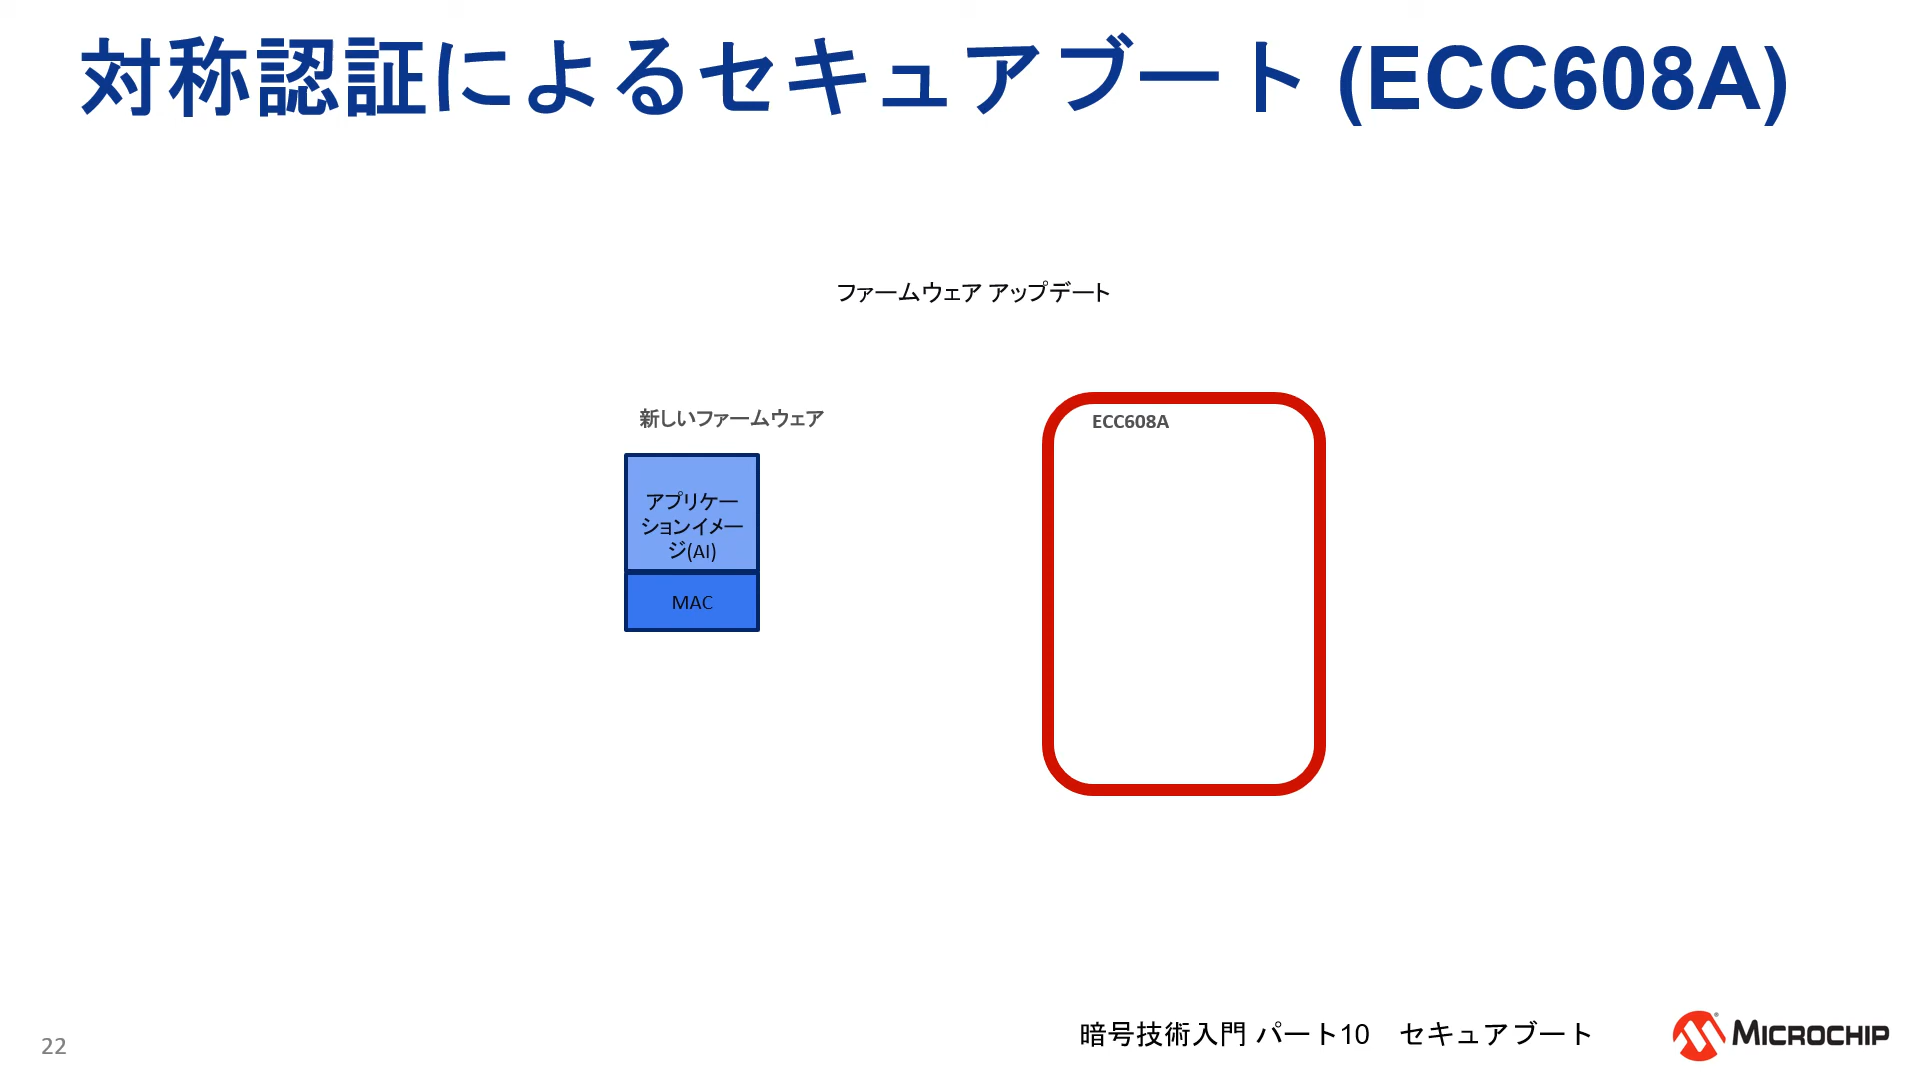 対称認証によるセキュアブート (ECC608A)
ファームウェア アップデート
新しいファームウェア
ECC608A
アプリケー
ションイメー
ジ(AI)
MAC
22
暗号技術入門 パート10　セキュアブート
MICROCHIP